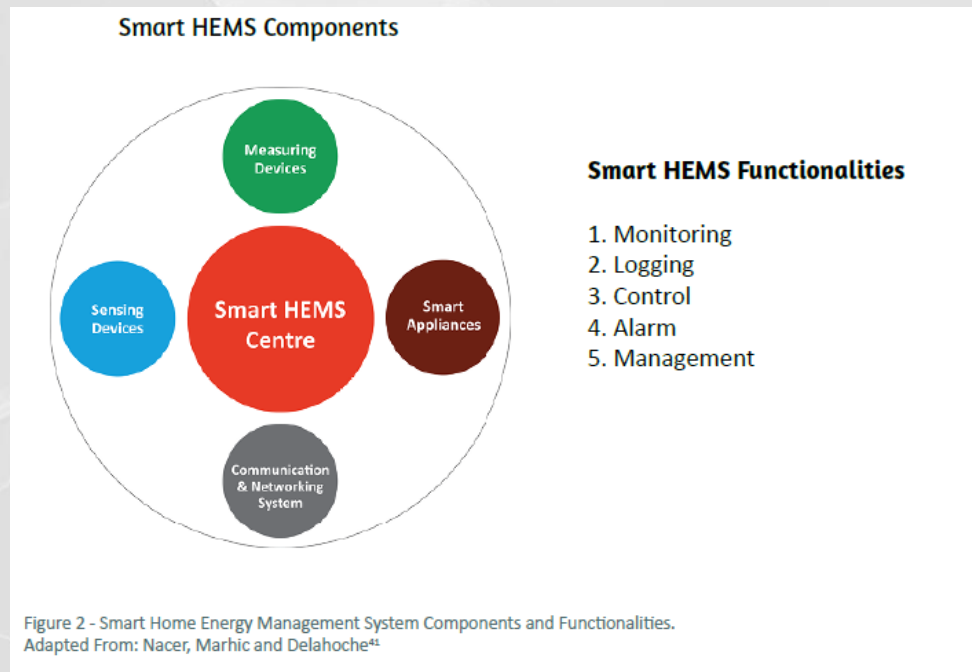 Smart HEMS Components
Measuring
Devices
Sensing
Devices
Smart HEMS
Centre
Smart
Appliances
Communication
& Networking
System
Smart HEMS Functionalities
1. Monitoring
2. Logging
3. Control
4. Alarm
5. Management
Figure 2 - Smart Home Energy Management System Components and Functionalities.
Adapted From: Nacer, Marhic and Delahoche⁴¹